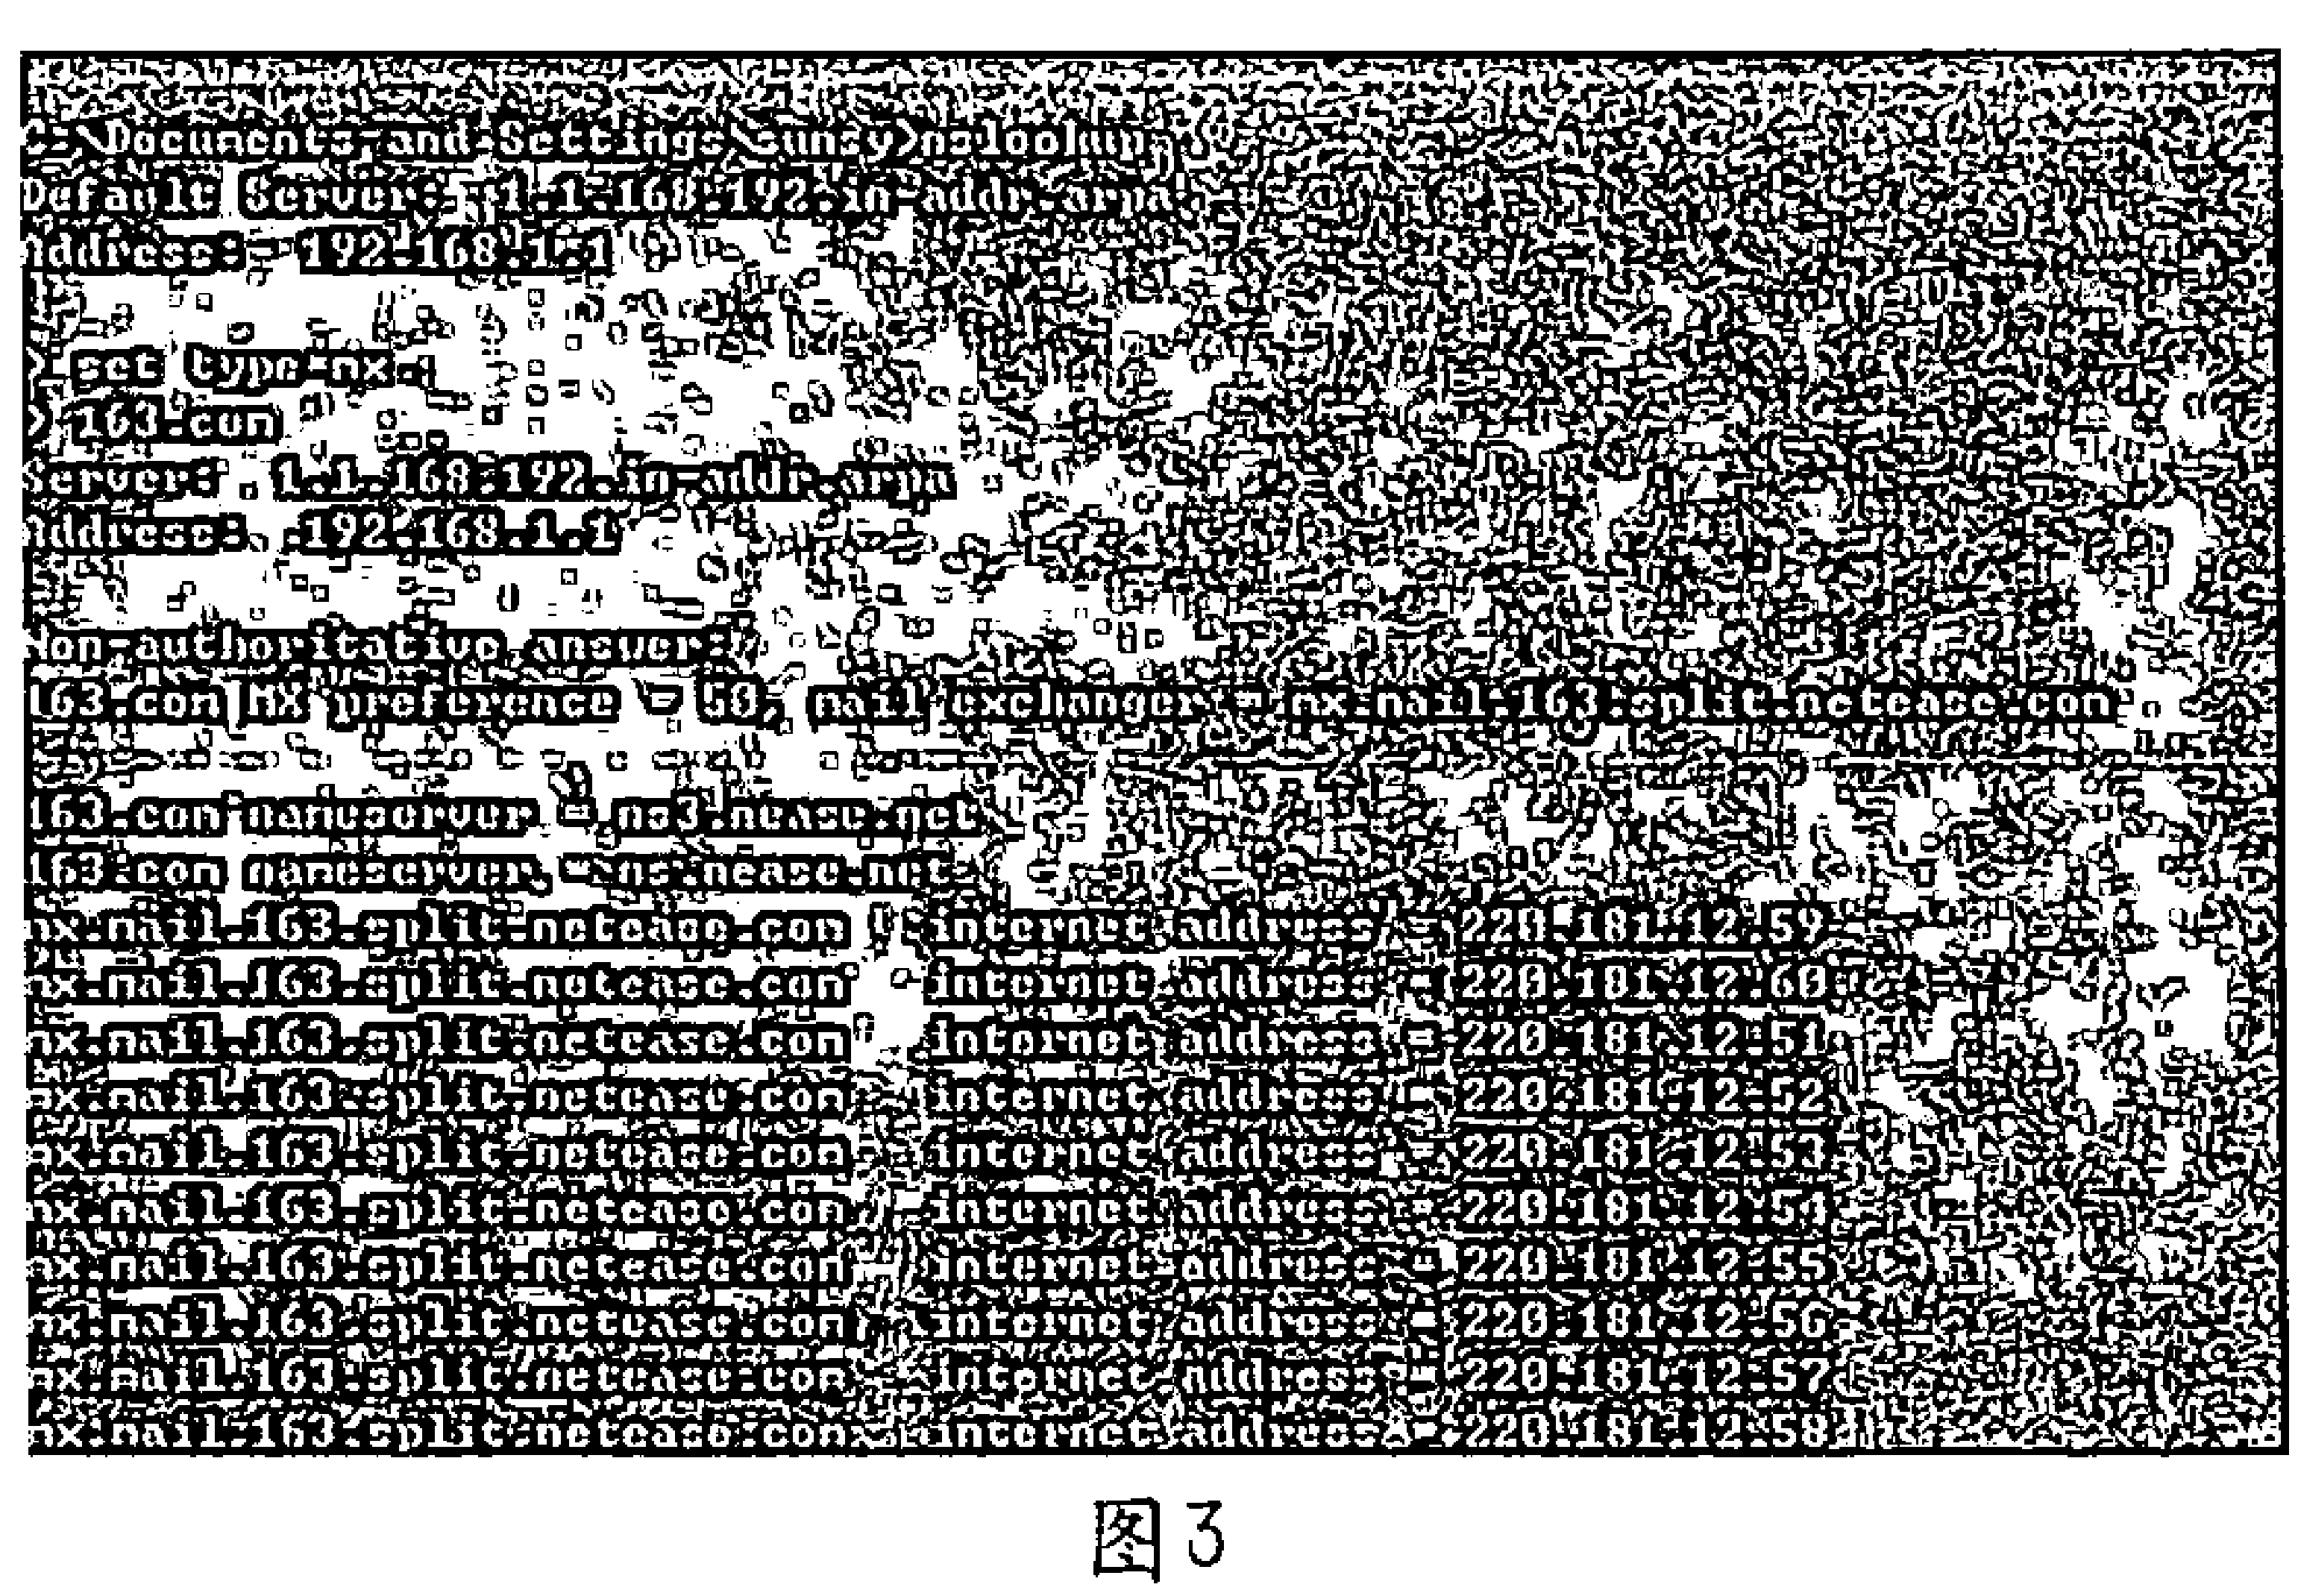 C:\Documents and Settings\sunsy>nslookup
Default Server:  1.1.168.192.in-addr.arpa
Address:  192.168.1.1
> set type=mx
> 163.com
Server:  1.1.168.192.in-addr.arpa
Address:  192.168.1.1
Non-authoritative answer:
163.com MX preference = 50, mail exchanger = mx.mail.163.split.netease.com
163.com nameserver = ns3.nease.net
163.com nameserver = ns.nease.net
mx.mail.163.split.netease.com internet address = 220.181.12.59
mx.mail.163.split.netease.com internet address = 220.181.12.60
mx.mail.163.split.netease.com internet address = 220.181.12.51
mx.mail.163.split.netease.com internet address = 220.181.12.52
mx.mail.163.split.netease.com internet address = 220.181.12.53
mx.mail.163.split.netease.com internet address = 220.181.12.54
mx.mail.163.split.netease.com internet address = 220.181.12.55
mx.mail.163.split.netease.com internet address = 220.181.12.56
mx.mail.163.split.netease.com internet address = 220.181.12.57
mx.mail.163.split.netease.com internet address = 220.181.12.58
图3